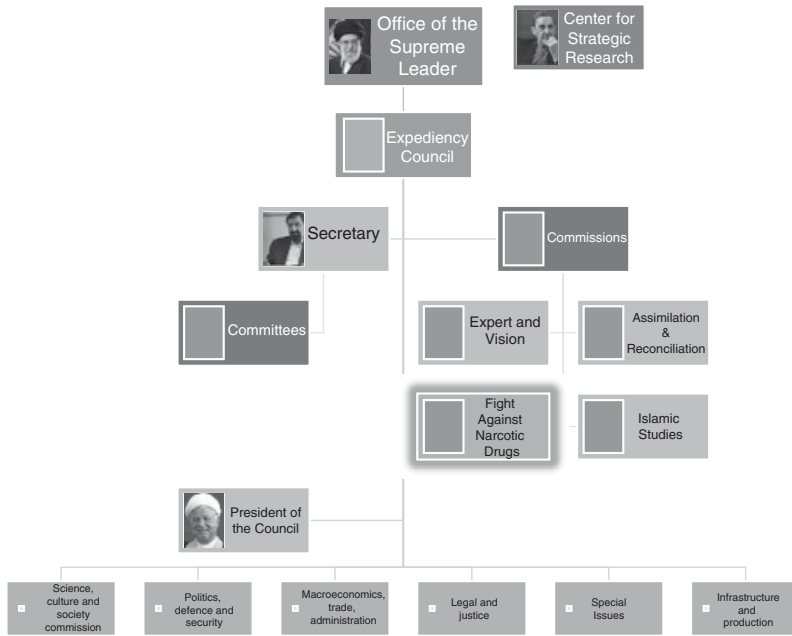 Office of the
Supreme
Leader
Center for
Strategic
Research
Expediency
Council
Secretary
Commissions
Committees
Expert and
Vision
Assimilation
&
Reconciliation
Fight
Against
Narcotic
Drugs
Islamic
Studies
President of
the Council
Science,
culture and
society
commission
Politics,
defence and
security
Macroeconomics,
trade,
administration
Legal and
justice
Special
Issues
Infrastructure
and
production